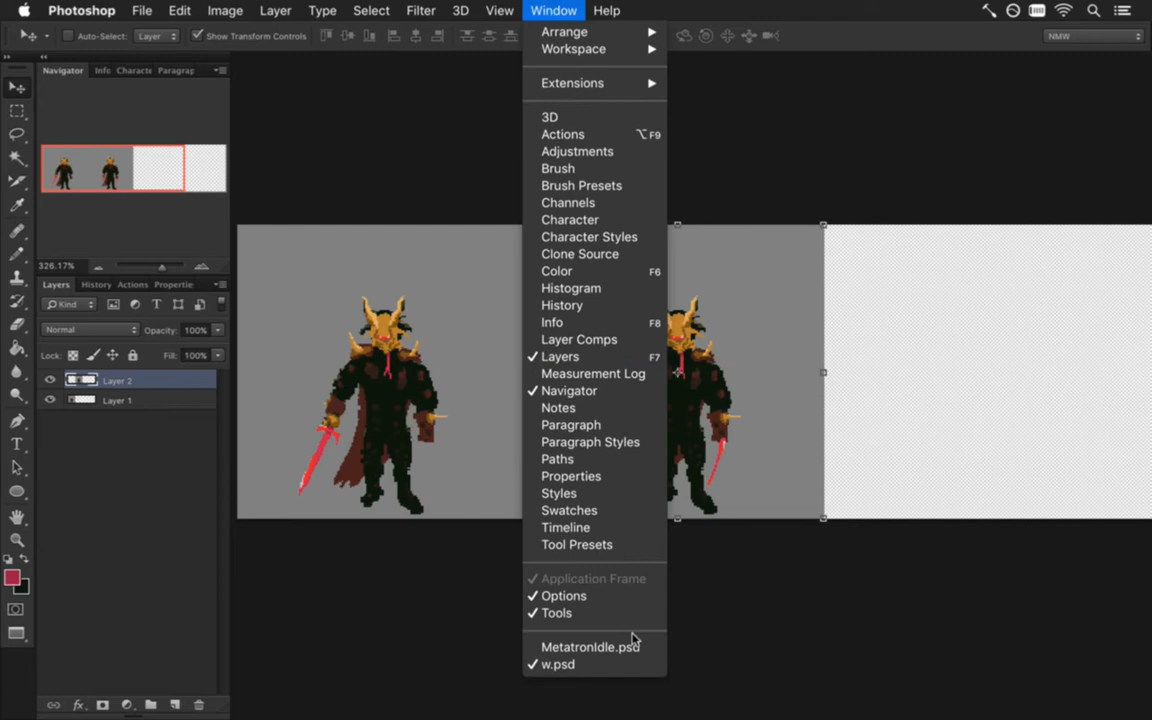 Photoshop File Edit Image Layer Type Select Filter 3D View Window Help
Auto-Select: Layer Show Transform Controls NMW
Navigator Info Characte Paragrap
326.17%
Layers History Actions Propertie
Kind
Normal Opacity: 100%
Lock: Fill: 100%
Layer 2
Layer 1
Arrange
Workspace
Extensions
3D
Actions ⌥F9
Adjustments
Brush
Brush Presets
Channels
Character
Character Styles
Clone Source
Color F6
Histogram
History
Info F8
Layer Comps
Layers F7
Measurement Log
Navigator
Notes
Paragraph
Paragraph Styles
Paths
Properties
Styles
Swatches
Timeline
Tool Presets
Application Frame
Options
Tools
MetatronIdle.psd
w.psd